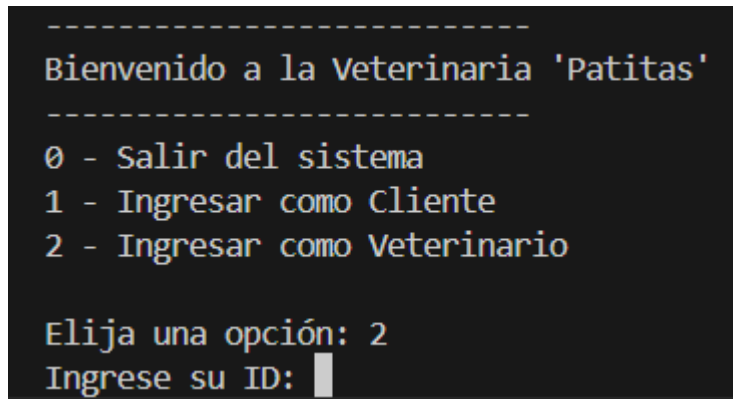 ----------------------------
Bienvenido a la Veterinaria 'Patitas'
----------------------------
0 - Salir del sistema
1 - Ingresar como Cliente
2 - Ingresar como Veterinario
Elija una opción: 2
Ingrese su ID: